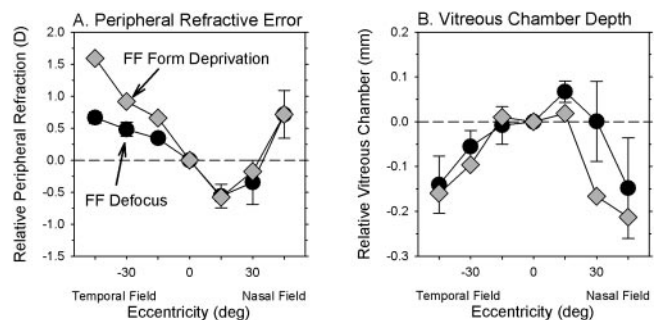 A. Peripheral Refractive Error
Relative Peripheral Refraction (D)
2.0
1.5
1.0
0.5
0.0
-0.5
-1.0
-1.5
FF Form Deprivation
FF Defocus
-30 0 30
Temporal Field Nasal Field
Eccentricity (deg)
B. Vitreous Chamber Depth
Relative Vitreous Chamber (mm)
0.2
0.1
0.0
-0.1
-0.2
-0.3
-30 0 30
Temporal Field Nasal Field
Eccentricity (deg)